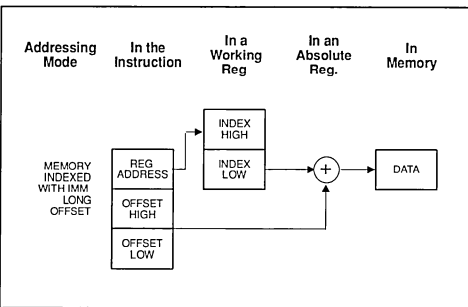 Addressing
Mode
In the
Instruction
In a
Working
Reg
In an
Absolute
Reg.
In
Memory
MEMORY
INDEXED
WITH IMM
LONG
OFFSET
REG
ADDRESS
OFFSET
HIGH
OFFSET
LOW
INDEX
HIGH
INDEX
LOW
+
DATA